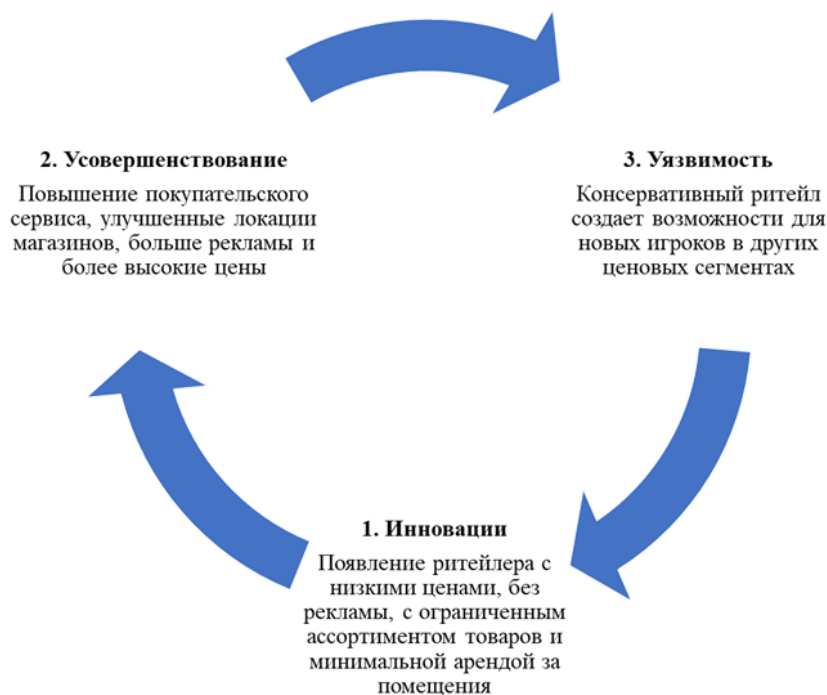 2. Усовершенствование
Повышение покупательского
сервиса, улучшенные локации
магазинов, больше рекламы и
более высокие цены
3. Уязвимость
Консервативный ритейл
создает возможности для
новых игроков в других
ценовых сегментах
1. Инновации
Появление ритейлера с
низкими ценами, без
рекламы, с ограниченным
ассортиментом товаров и
минимальной арендой за
помещения